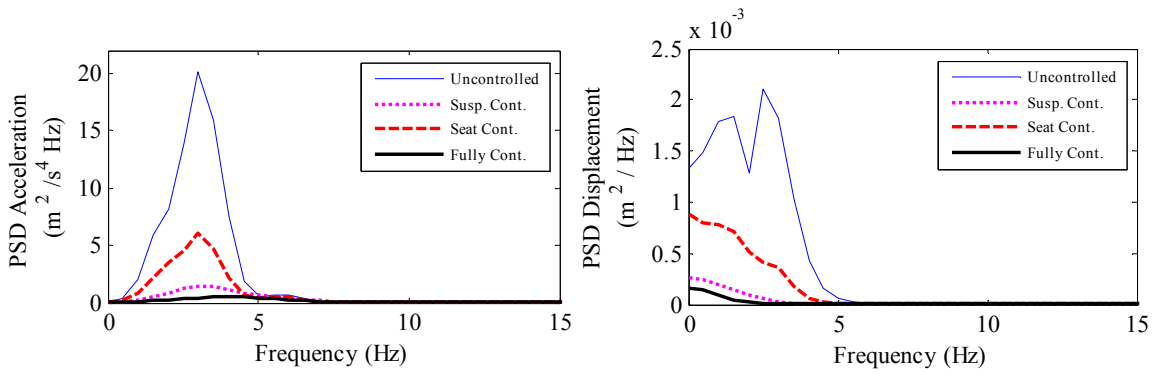 PSD Acceleration
(m 2 /s4 Hz)
20
15
10
5
0
0 5 10 15
Frequency (Hz)
Uncontrolled
Susp. Cont.
Seat Cont.
Fully Cont.
x 10-3
PSD Displacement
(m 2 / Hz)
2.5
2
1.5
1
0.5
0
0 5 10 15
Frequency (Hz)
Uncontrolled
Susp. Cont.
Seat Cont.
Fully Cont.